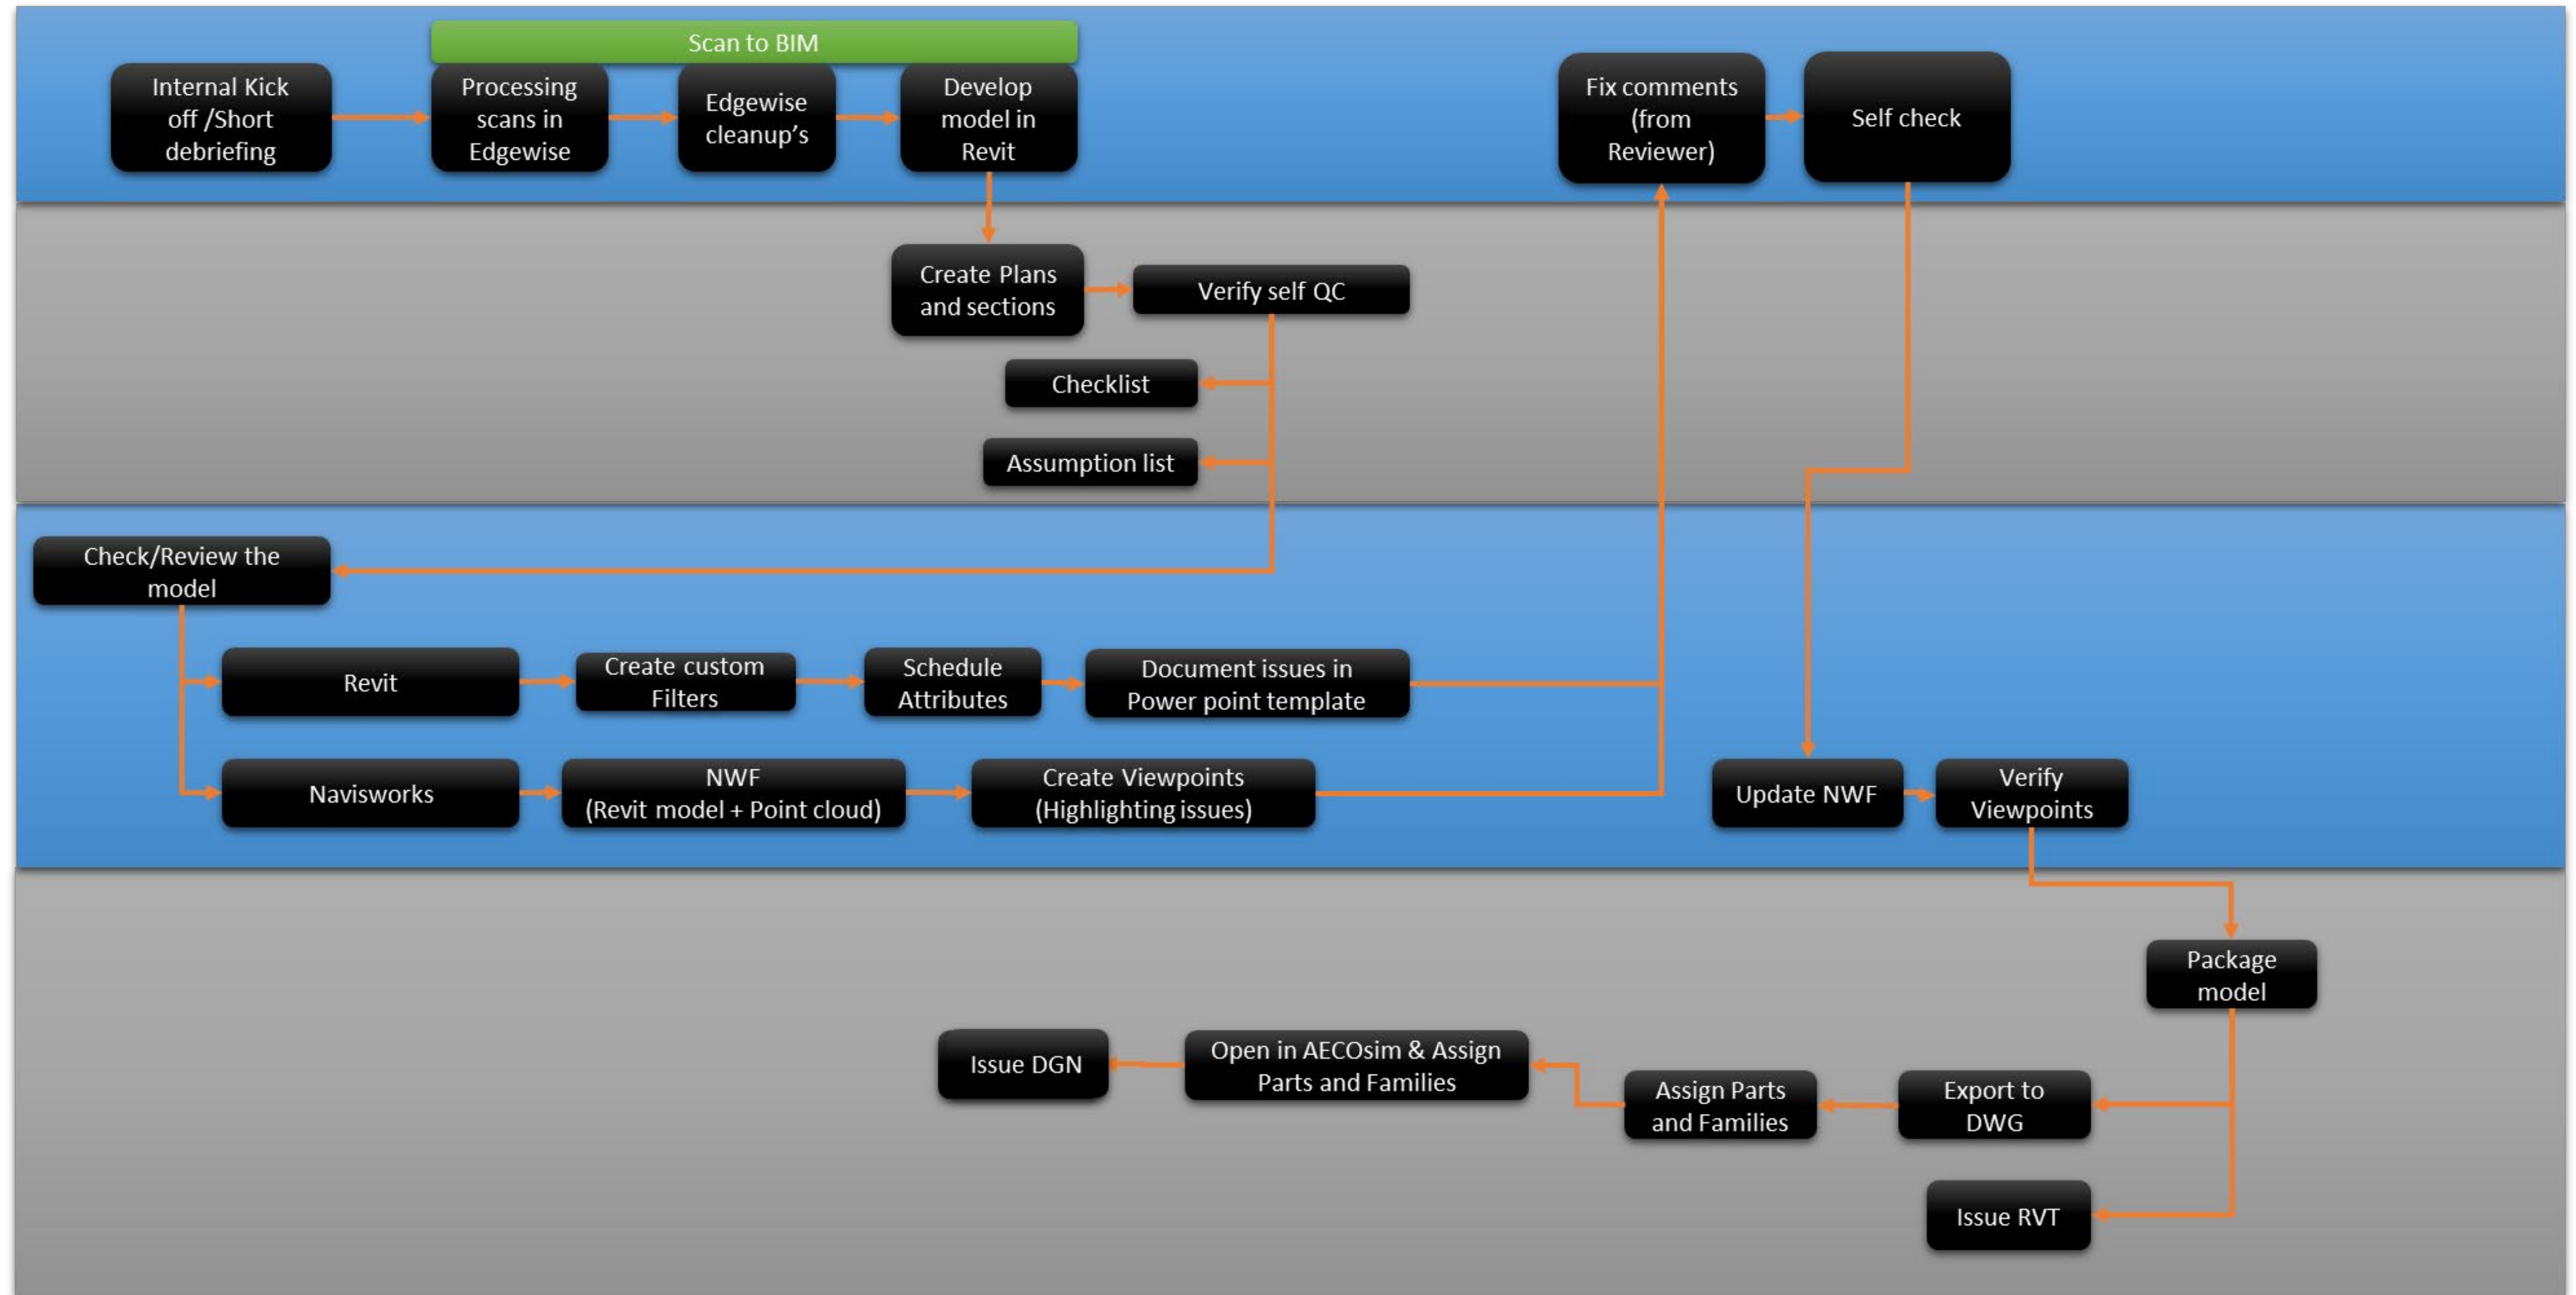 Scan to BIM
Internal Kick
off /Short
debriefing
Processing
scans in
Edgewise
Edgewise
cleanup's
Develop
model in
Revit
Fix comments
(from
Reviewer)
Self check
Create Plans
and sections
Verify self QC
Checklist
Assumption list
Check/Review the
model
Revit
Create custom
Filters
Schedule
Attributes
Document issues in
Power point template
Navisworks
NWF
(Revit model + Point cloud)
Create Viewpoints
(Highlighting issues)
Update NWF
Verify
Viewpoints
Package
model
Issue DGN
Open in AECOsim & Assign
Parts and Families
Assign Parts
and Families
Export to
DWG
Issue RVT